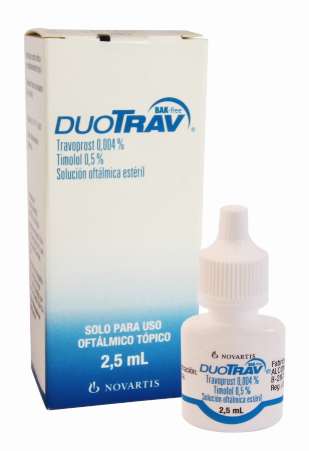 BAK-free
DUOTRAV®
Travoprost 0,004%
Timolol 0,5%
Solución oftálmica estéril
SOLO PARA USO
OFTÁLMICO TÓPICO
2,5 mL
NOVARTIS
NOVARTIS
DUOTRAV®
Travoprost 0,004%
Timolol 0,5%
Solución oftálmica estéril
2,5 mL